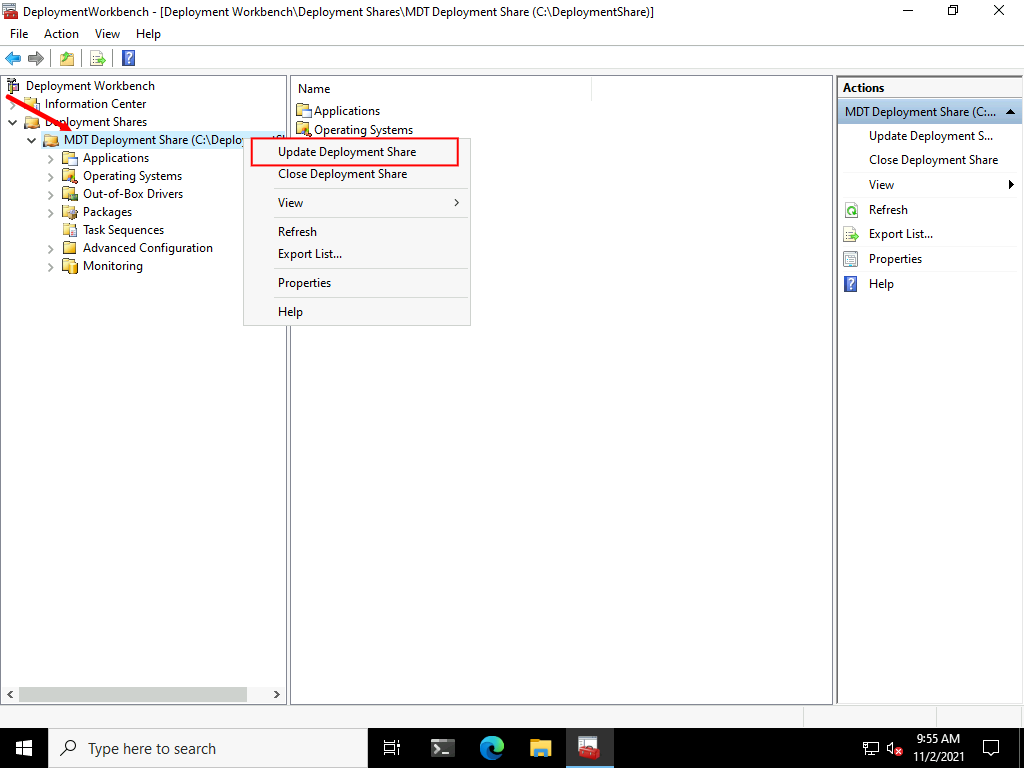 DeploymentWorkbench - [Deployment Workbench\Deployment Shares\MDT Deployment Share (C:\DeploymentShare)]
File Action View Help
Deployment Workbench
Information Center
Deployment Shares
MDT Deployment Share (C:\Deploy
Applications
Operating Systems
Out-of-Box Drivers
Packages
Task Sequences
Advanced Configuration
Monitoring
Name
Applications
Operating Systems
Update Deployment Share
Close Deployment Share
View
Refresh
Export List...
Properties
Help
Actions
MDT Deployment Share (C:...
Update Deployment S...
Close Deployment Share
View
Refresh
Export List...
Properties
Help
Type here to search
9:55 AM
11/2/2021